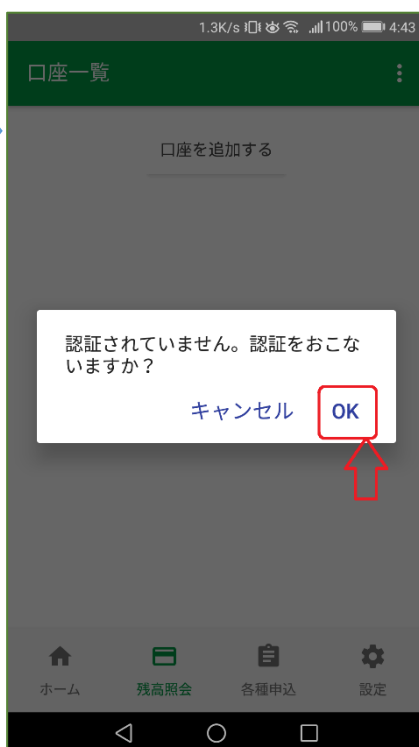 1.3K/s 100% 4:43
口座一覧
口座を追加する
認証されていません。認証をおこな
いますか？
キャンセル OK
ホーム 残高照会 各種申込 設定